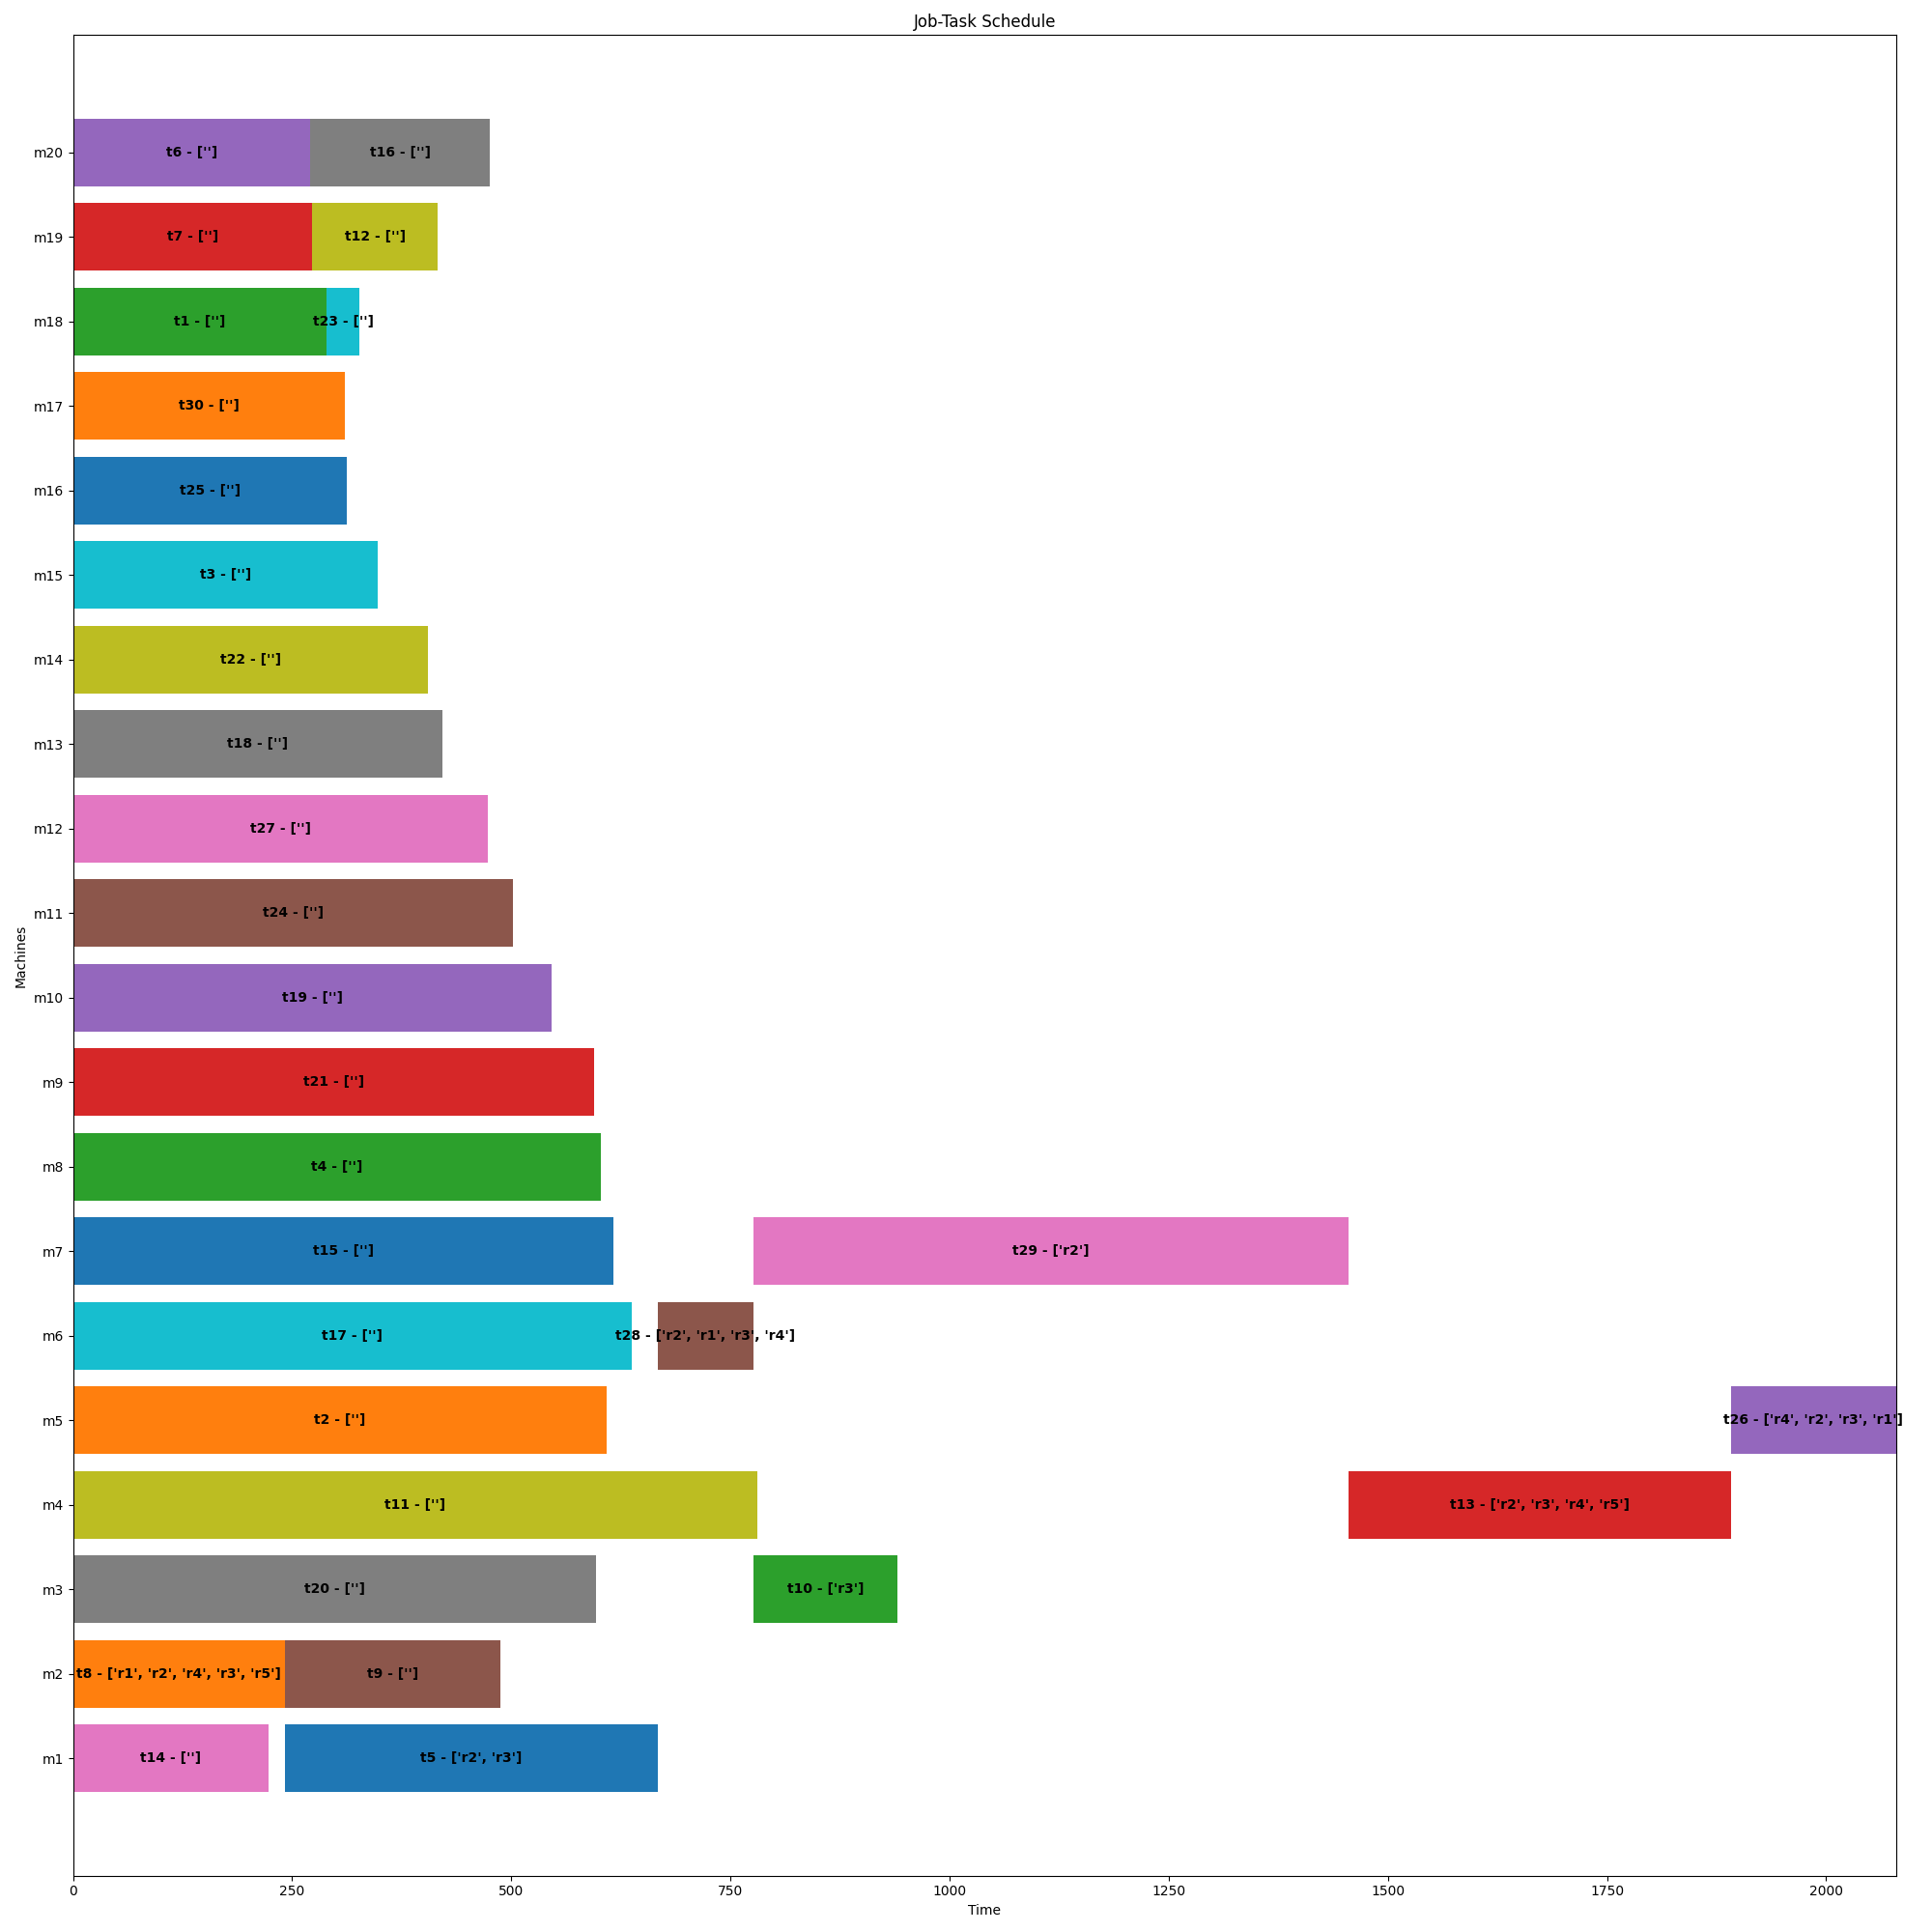 Job-Task Schedule
m20
t6 - ['']
t16 - ['']
m19
t7 - ['']
t12 - ['']
m18
t1 - ['']
t23 - ['']
m17
t30 - ['']
m16
t25 - ['']
m15
t3 - ['']
m14
t22 - ['']
m13
t18 - ['']
m12
t27 - ['']
m11
t24 - ['']
Machines
m10
t19 - ['']
m9
t21 - ['']
m8
t4 - ['']
m7
t15 - ['']
t29 - ['r2']
m6
t17 - ['']
t28 - ['r2', 'r1', 'r3', 'r4']
m5
t2 - ['']
t26 - ['r4', 'r2', 'r3', 'r1']
m4
t11 - ['']
t13 - ['r2', 'r3', 'r4', 'r5']
m3
t20 - ['']
t10 - ['r3']
m2
t8 - ['r1', 'r2', 'r4', 'r3', 'r5']
t9 - ['']
m1
t14 - ['']
t5 - ['r2', 'r3']
0 250 500 750 1000 1250 1500 1750 2000
Time